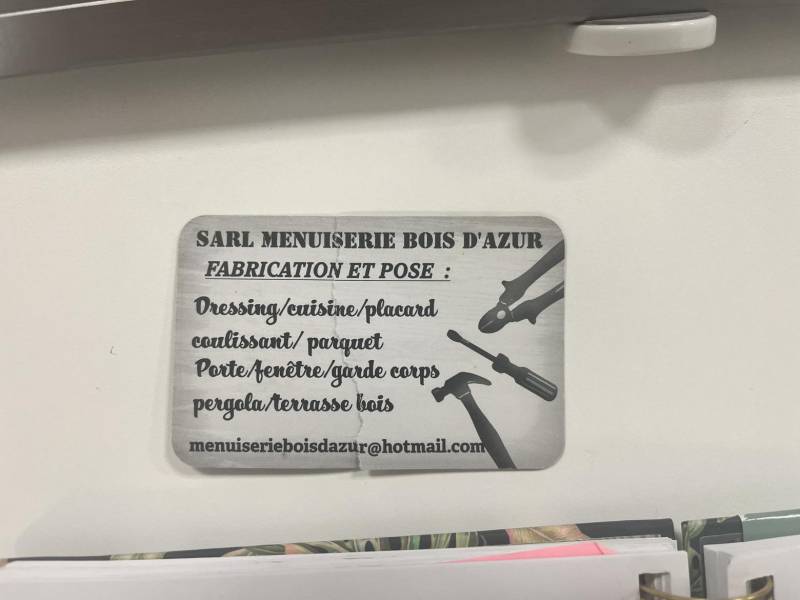 SARL MENUISERIE BOIS D'AZUR
FABRICATION ET POSE :
Dressing/cuisine/placard
coulissant/ parquet
Porte/fenêtre/garde corps
pergola/terrasse bois
menuiserieboisdazur@hotmail.com